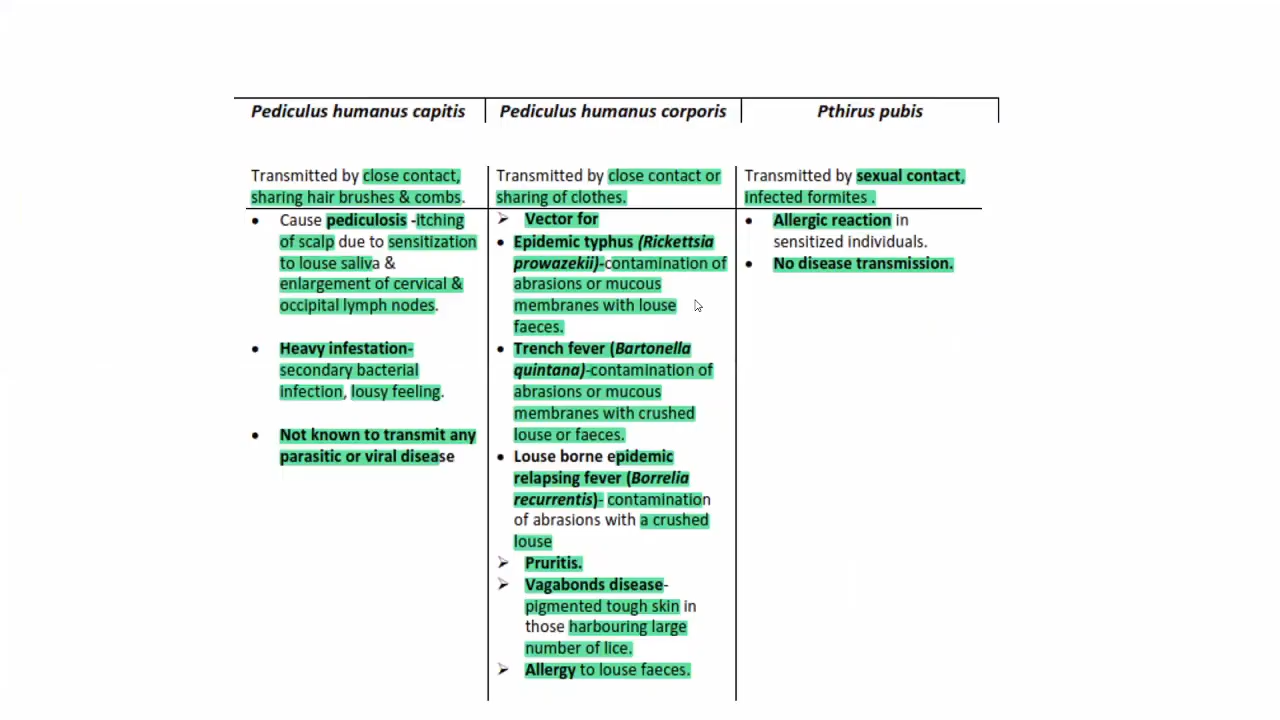 Pediculus humanus capitis
Pediculus humanus corporis
Pthirus pubis
Transmitted by close contact,
sharing hair brushes & combs.
Transmitted by close contact or
sharing of clothes.
Transmitted by sexual contact,
infected formites .
• Cause pediculosis -itching
of scalp due to sensitization
to louse saliva &
enlargement of cervical &
occipital lymph nodes.
• Heavy infestation-
secondary bacterial
infection, lousy feeling.
• Not known to transmit any
parasitic or viral disease
➢ Vector for
• Epidemic typhus (Rickettsia
prowazekii)-contamination of
abrasions or mucous
membranes with louse
faeces.
• Trench fever (Bartonella
quintana)-contamination of
abrasions or mucous
membranes with crushed
louse or faeces.
• Louse borne epidemic
relapsing fever (Borrelia
recurrentis)- contamination
of abrasions with a crushed
louse
➢ Pruritis.
➢ Vagabonds disease-
pigmented tough skin in
those harbouring large
number of lice.
➢ Allergy to louse faeces.
• Allergic reaction in
sensitized individuals.
• No disease transmission.